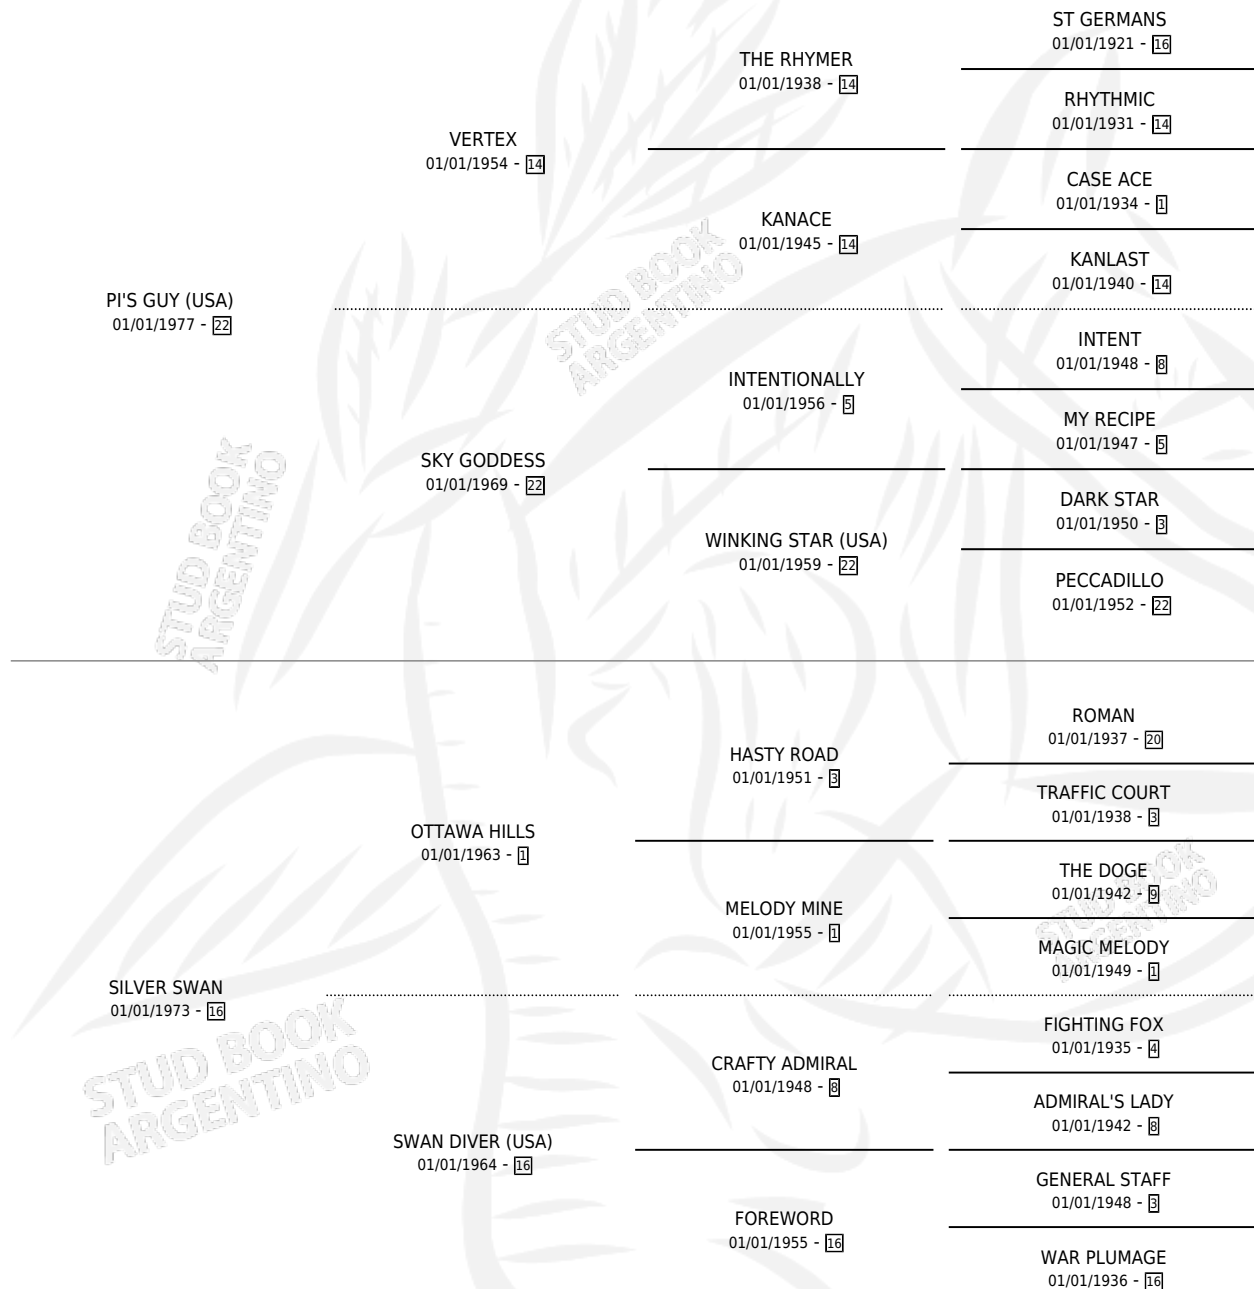 PI'S GUY (USA)
01/01/1977 - 22
VERTEX
01/01/1954 - 14
SKY GODDESS
01/01/1969 - 22
THE RHYMER
01/01/1938 - 14
KANACE
01/01/1945 - 14
INTENTIONALLY
01/01/1956 - 5
WINKING STAR (USA)
01/01/1959 - 22
ST GERMANS
01/01/1921 - 16
RHYTHMIC
01/01/1931 - 14
CASE ACE
01/01/1934 - 1
KANLAST
01/01/1940 - 14
INTENT
01/01/1948 - 8
MY RECIPE
01/01/1947 - 5
DARK STAR
01/01/1950 - 3
PECCADILLO
01/01/1952 - 22
SILVER SWAN
01/01/1973 - 16
OTTAWA HILLS
01/01/1963 - 1
SWAN DIVER (USA)
01/01/1964 - 16
HASTY ROAD
01/01/1951 - 3
MELODY MINE
01/01/1955 - 1
CRAFTY ADMIRAL
01/01/1948 - 8
FOREWORD
01/01/1955 - 16
ROMAN
01/01/1937 - 20
TRAFFIC COURT
01/01/1938 - 3
THE DOGE
01/01/1942 - 9
MAGIC MELODY
01/01/1949 - 1
FIGHTING FOX
01/01/1935 - 4
ADMIRAL'S LADY
01/01/1942 - 8
GENERAL STAFF
01/01/1948 - 3
WAR PLUMAGE
01/01/1936 - 16
STUD BOOK
ARGENTINO
STUD BOOK
ARGENTINO
STUD BOOK
ARGENTINO
STUD BOOK
ARGENTINO